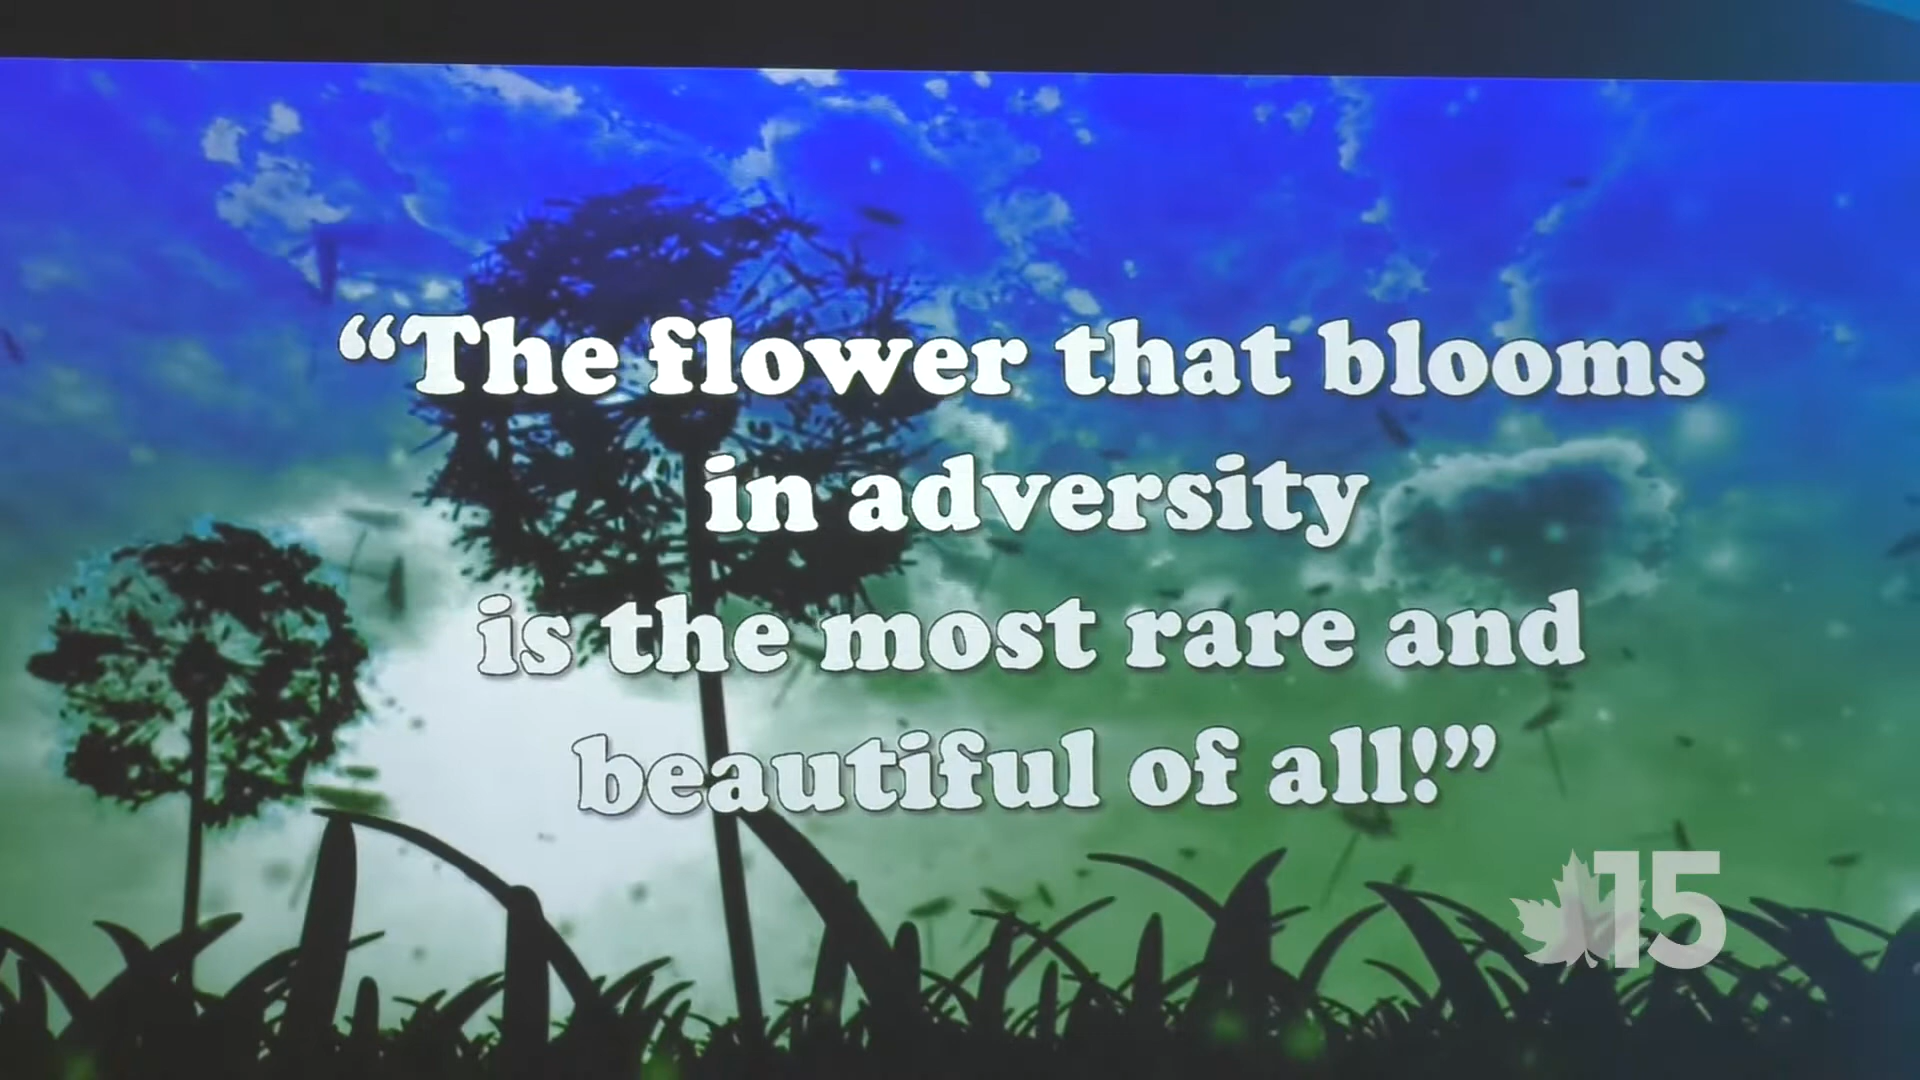 “The flower that blooms
in adversity
is the most rare and
beautiful of all!”
15